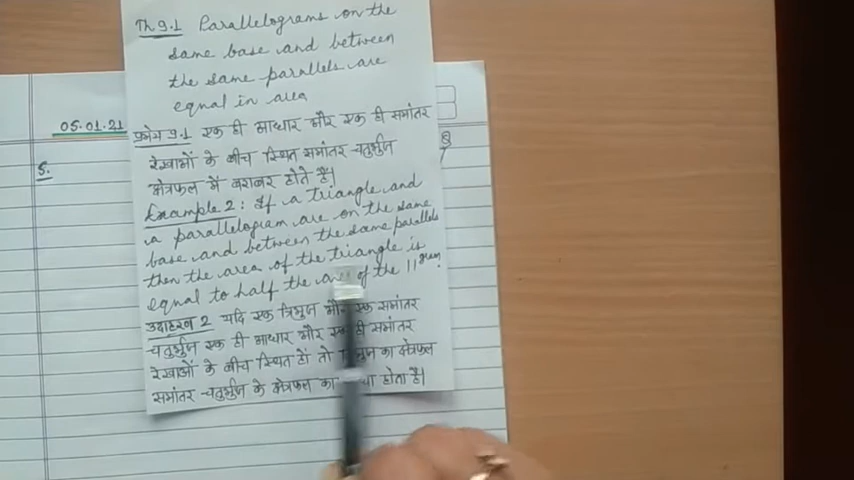 Th 9.1 Parallelograms on the
same base and between
the same parallels are
equal in area
05.01.21
प्रमेय 9.1 एक ही आधार और एक ही समांतर
रेखाओं के बीच स्थित समांतर चतुर्भुज
क्षेत्रफल में बराबर होते हैं।
5.
Example 2: If a triangle and
a parallelogram are on the same
base and between the same parallels
then the area of the triangle is
equal to half the of the ||gram.
उदाहरण 2 यदि एक त्रिभुज और एक समांतर
चतुर्भुज एक ही आधार और एक ही समांतर
रेखाओं के बीच स्थित हों तो का क्षेत्रफल
समांतर चतुर्भुज के क्षेत्रफल का होता है।